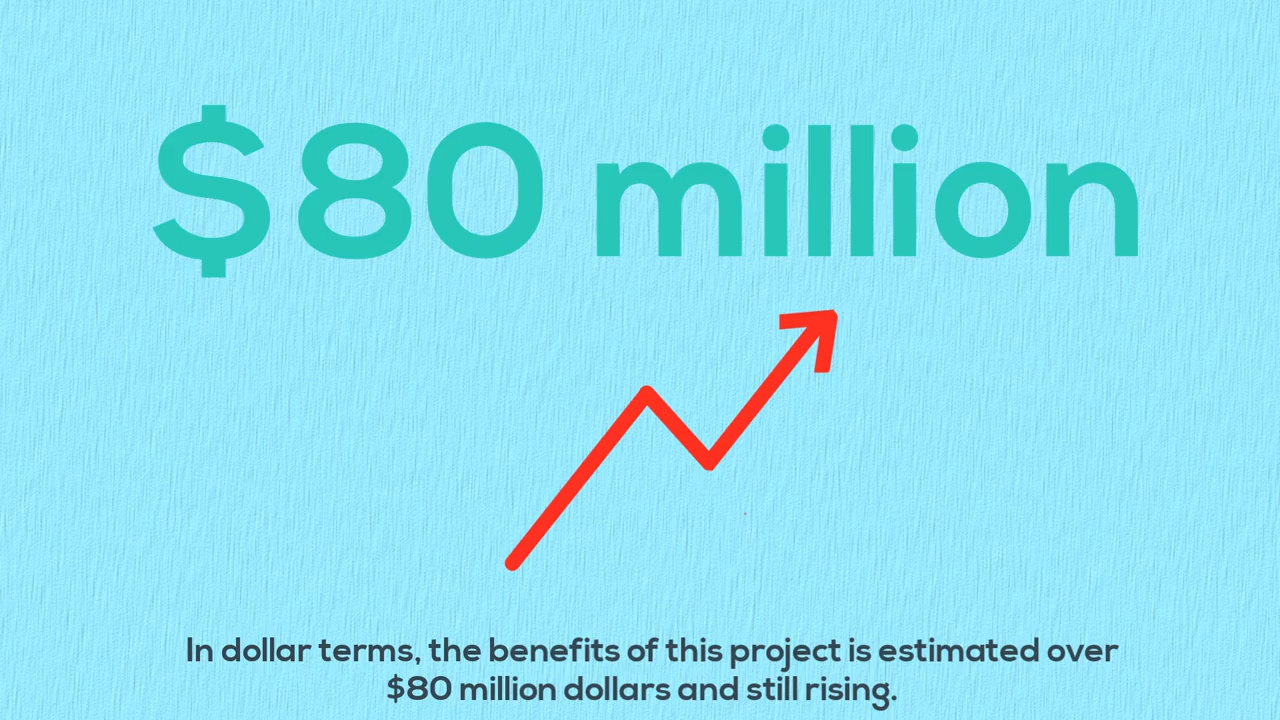 $80 million
In dollar terms, the benefits of this project is estimated over
$80 million dollars and still rising.